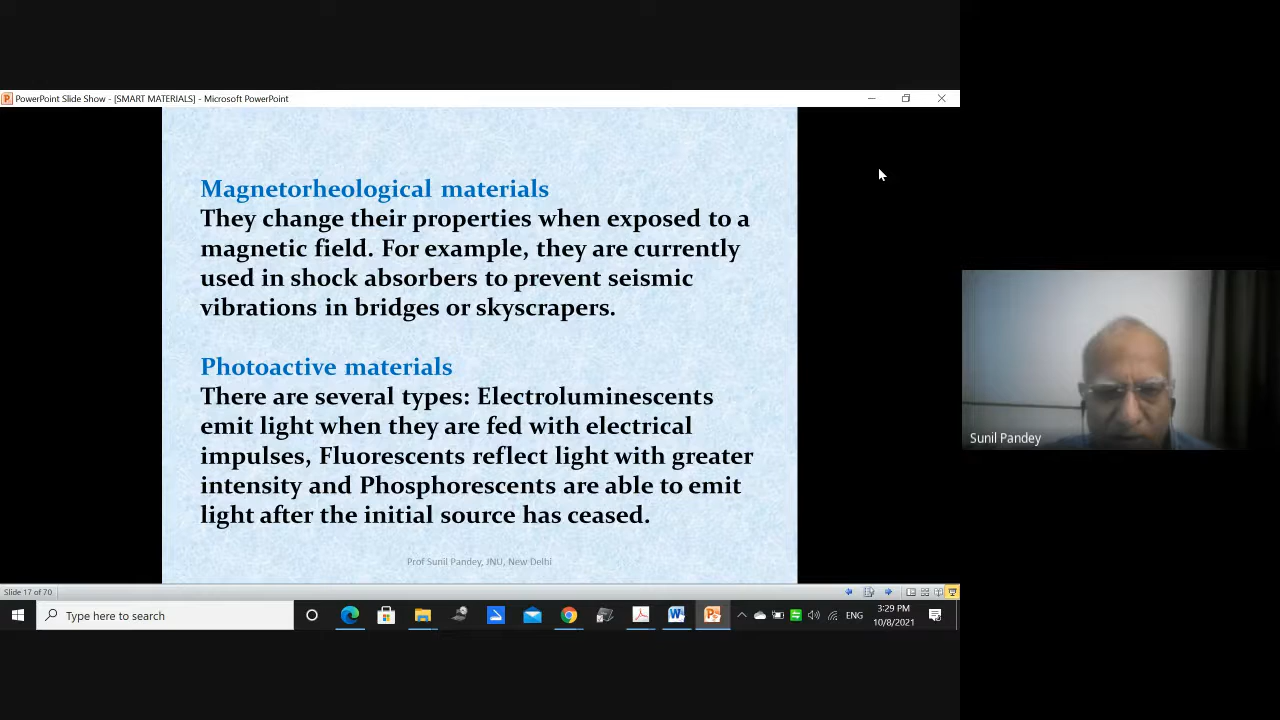 PowerPoint Slide Show - [SMART MATERIALS] - Microsoft PowerPoint
Magnetorheological materials
They change their properties when exposed to a
magnetic field. For example, they are currently
used in shock absorbers to prevent seismic
vibrations in bridges or skyscrapers.
Photoactive materials
There are several types: Electroluminescents
emit light when they are fed with electrical
impulses, Fluorescents reflect light with greater
intensity and Phosphorescents are able to emit
light after the initial source has ceased.
Prof Sunil Pandey, JNU, New Delhi
Sunil Pandey
Slide 17 of 70
Type here to search
ENG
3:29 PM
10/8/2021